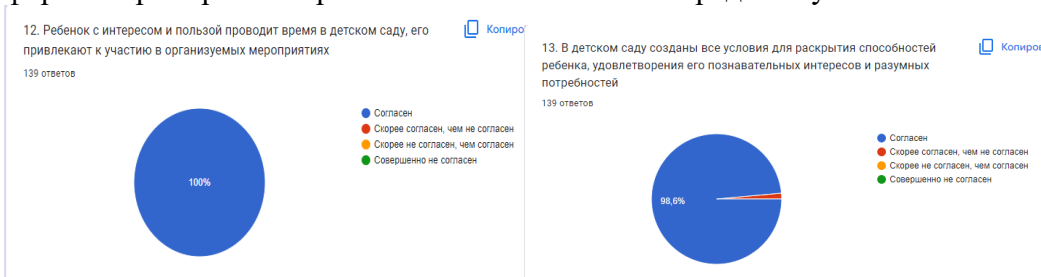 12. Ребенок с интересом и пользой проводит время в детском саду, его
привлекают к участию в организуемых мероприятиях
139 ответов
Согласен
Скорее согласен, чем не согласен
Скорее не согласен, чем согласен
Совершенно не согласен
100%
13. В детском саду созданы все условия для раскрытия способностей
ребенка, удовлетворения его познавательных интересов и разумных
потребностей
139 ответов
Согласен
Скорее согласен, чем не согласен
Скорее не согласен, чем согласен
Совершенно не согласен
98,6%